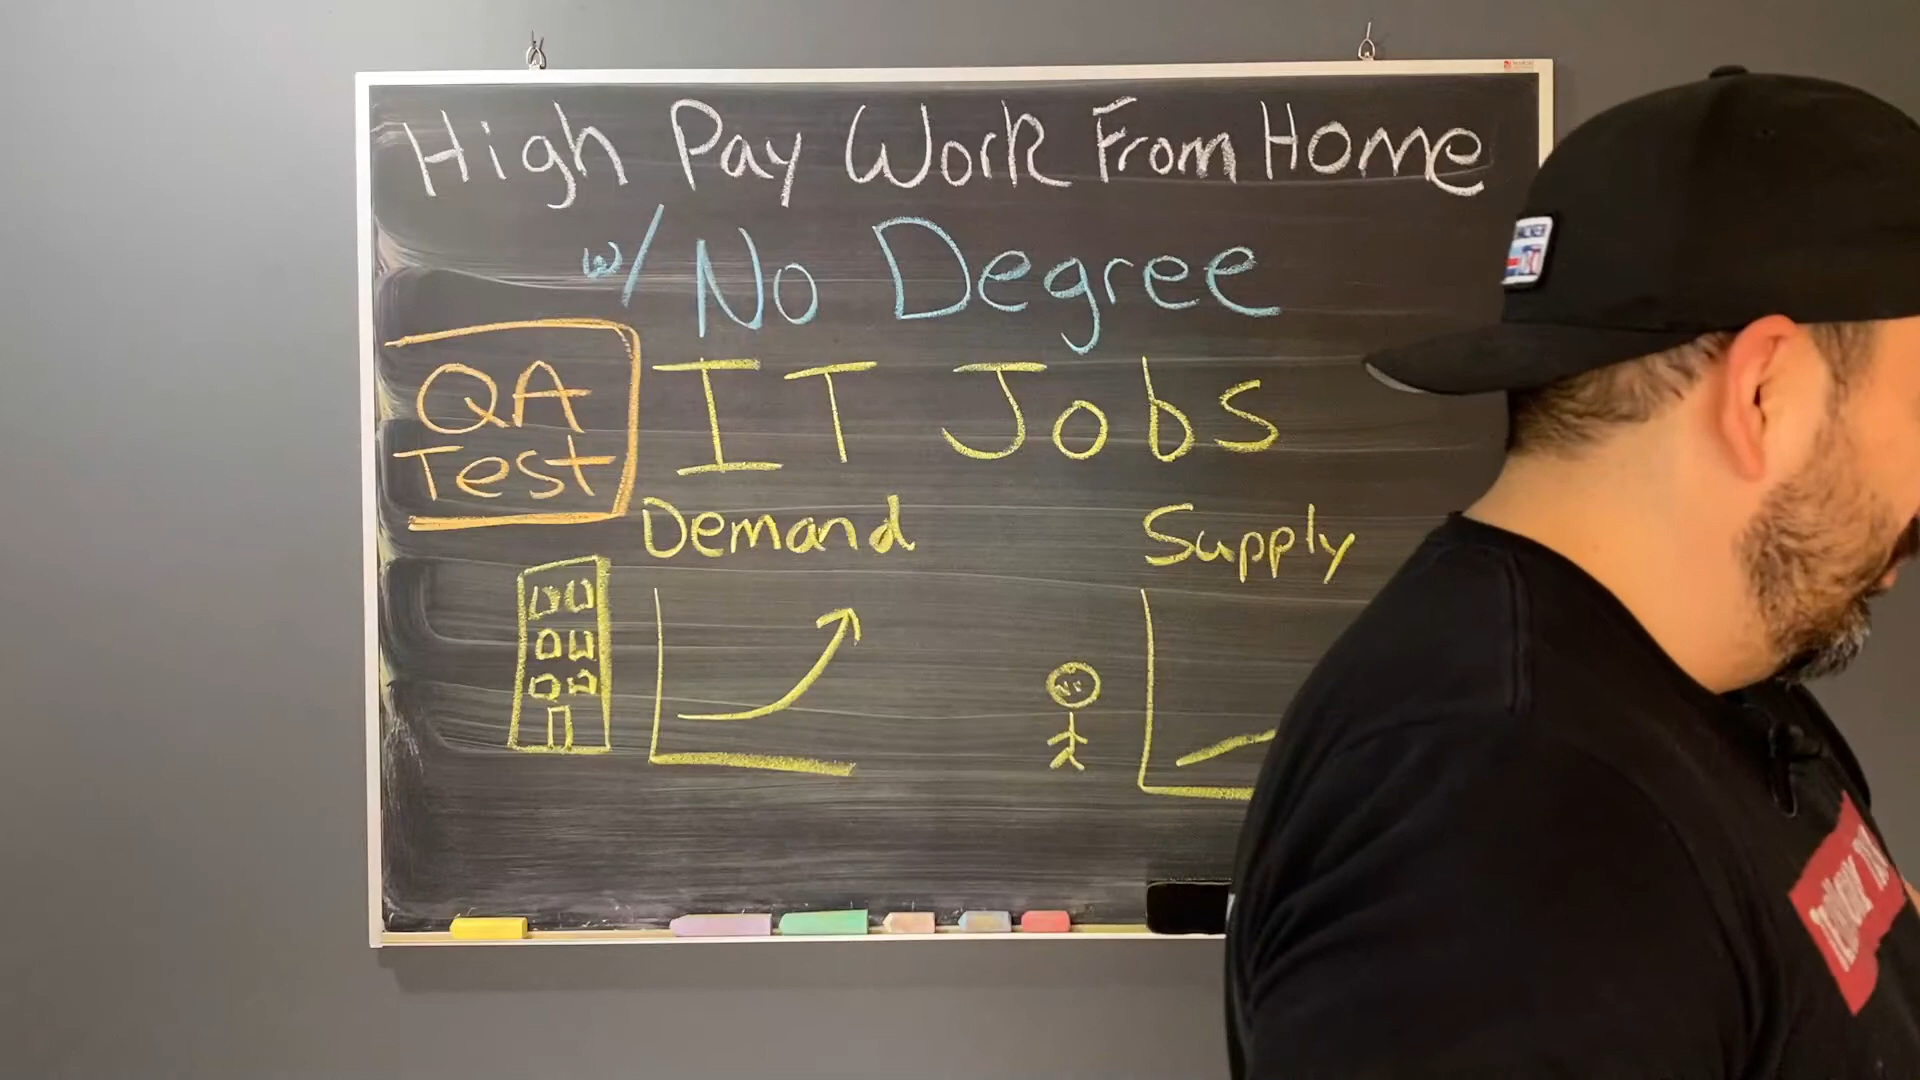 High Pay Work From Home
w/ No Degree
QA
Test
IT Jobs
Demand
Supply